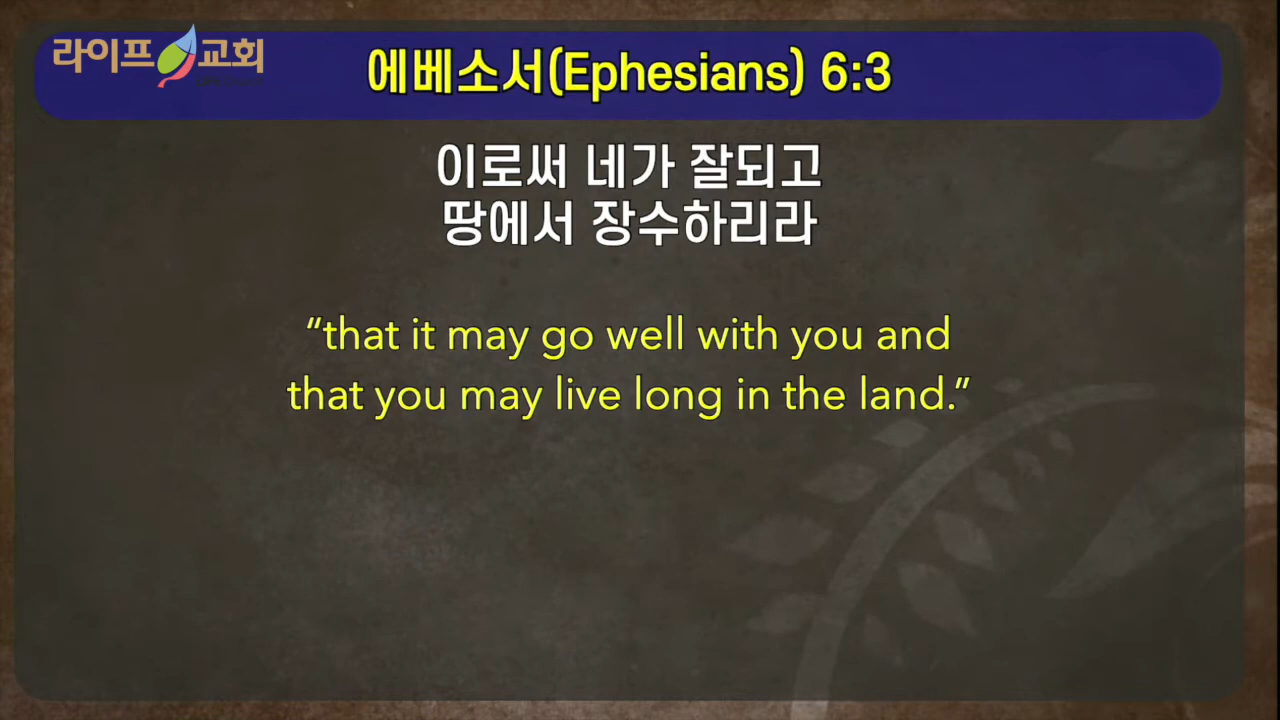 라이프 교회
에베소서(Ephesians) 6:3
이로써 네가 잘되고
땅에서 장수하리라
“that it may go well with you and
that you may live long in the land.”